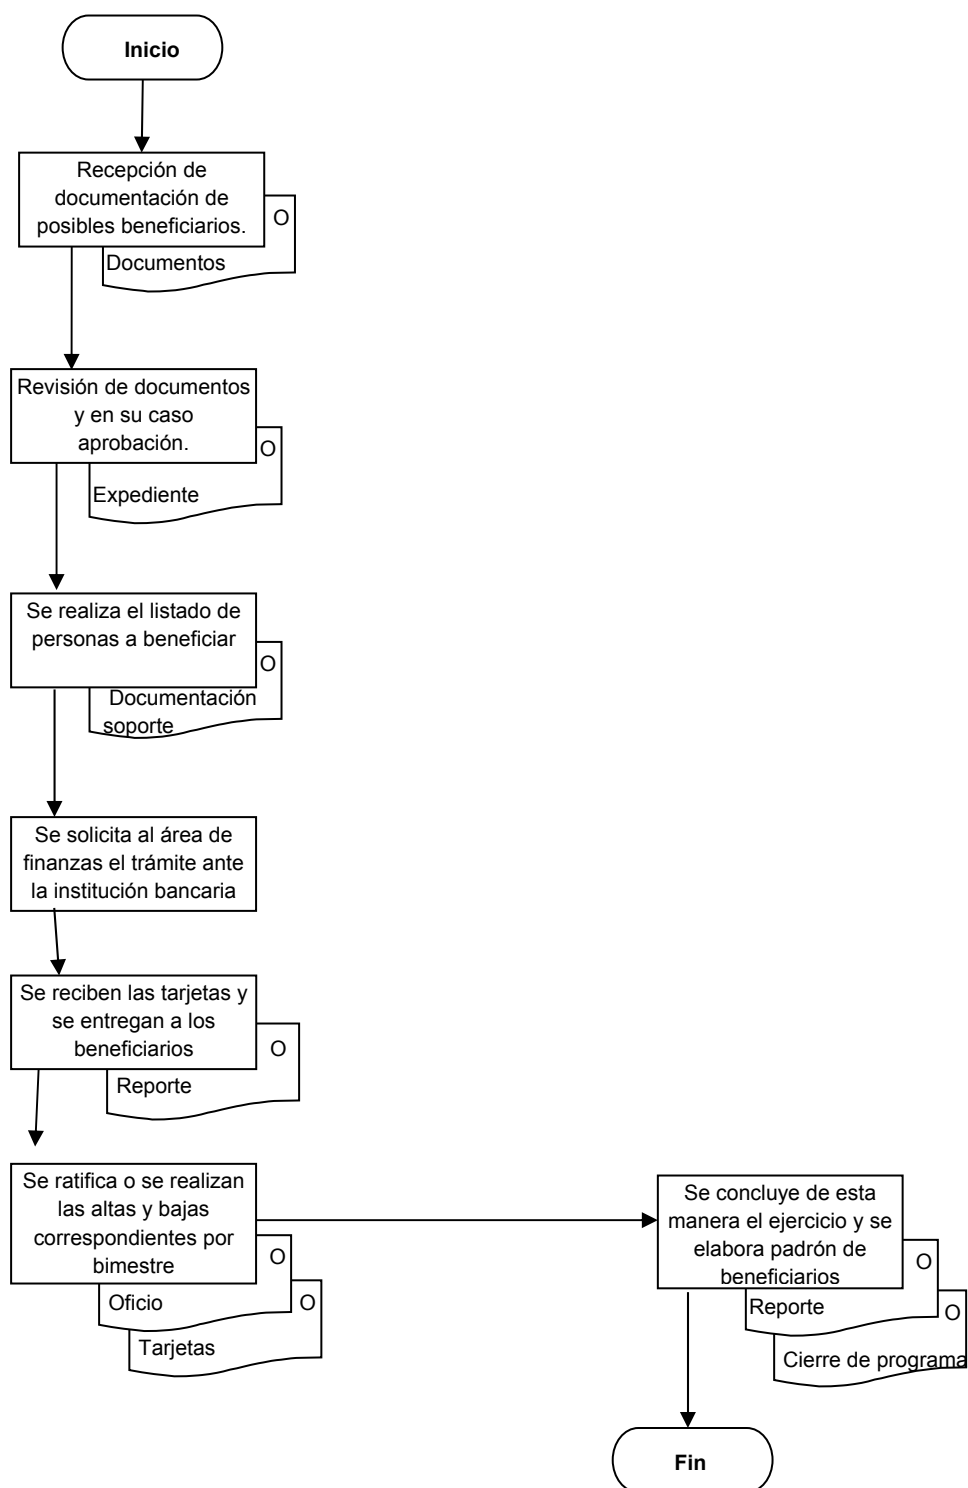 Inicio
Recepción de
documentación de
posibles beneficiarios.
O
Documentos
Revisión de documentos
y en su caso
aprobación.
O
Expediente
Se realiza el listado de
personas a beneficiar
O
Documentación
soporte
Se solicita al área de
finanzas el trámite ante
la institución bancaria
Se reciben las tarjetas y
se entregan a los
beneficiarios
O
Reporte
Se ratifica o se realizan
las altas y bajas
correspondientes por
bimestre
O
Oficio
O
Tarjetas
Se concluye de esta
manera el ejercicio y se
elabora padrón de
beneficiarios
O
Reporte
O
Cierre de programa
Fin